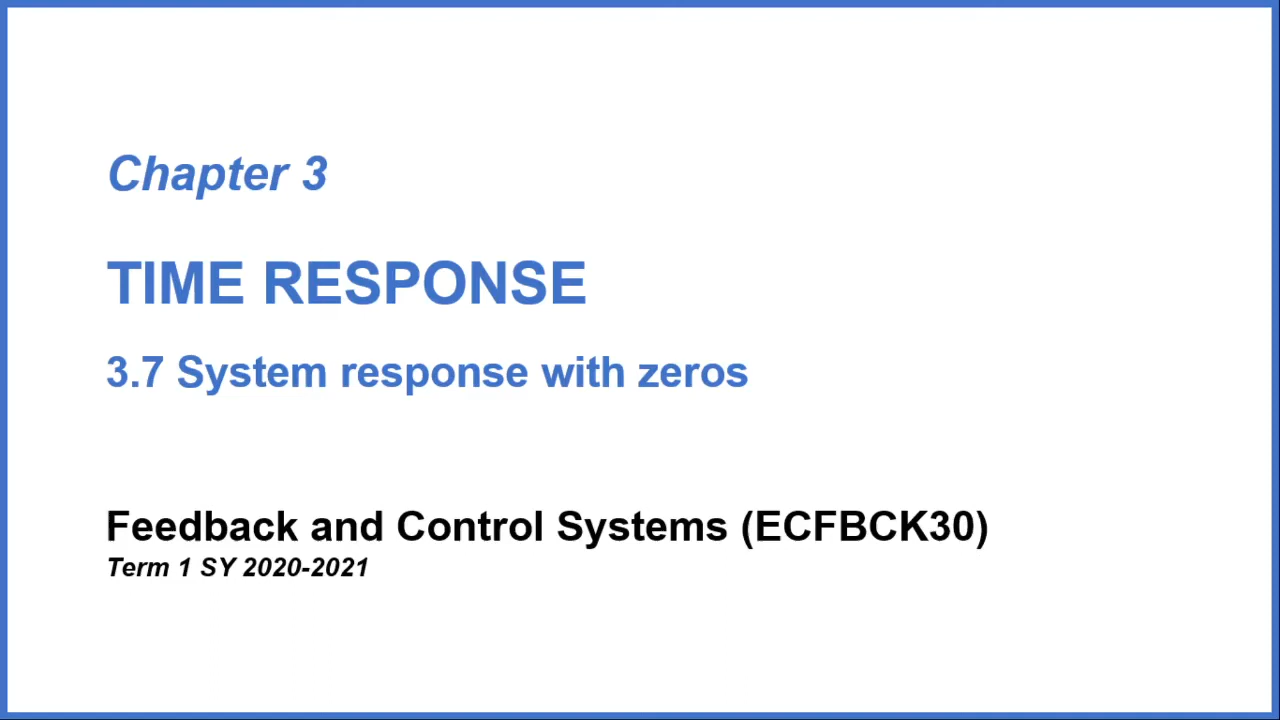 Chapter 3
TIME RESPONSE
3.7 System response with zeros
Feedback and Control Systems (ECFBCK30)
Term 1 SY 2020-2021